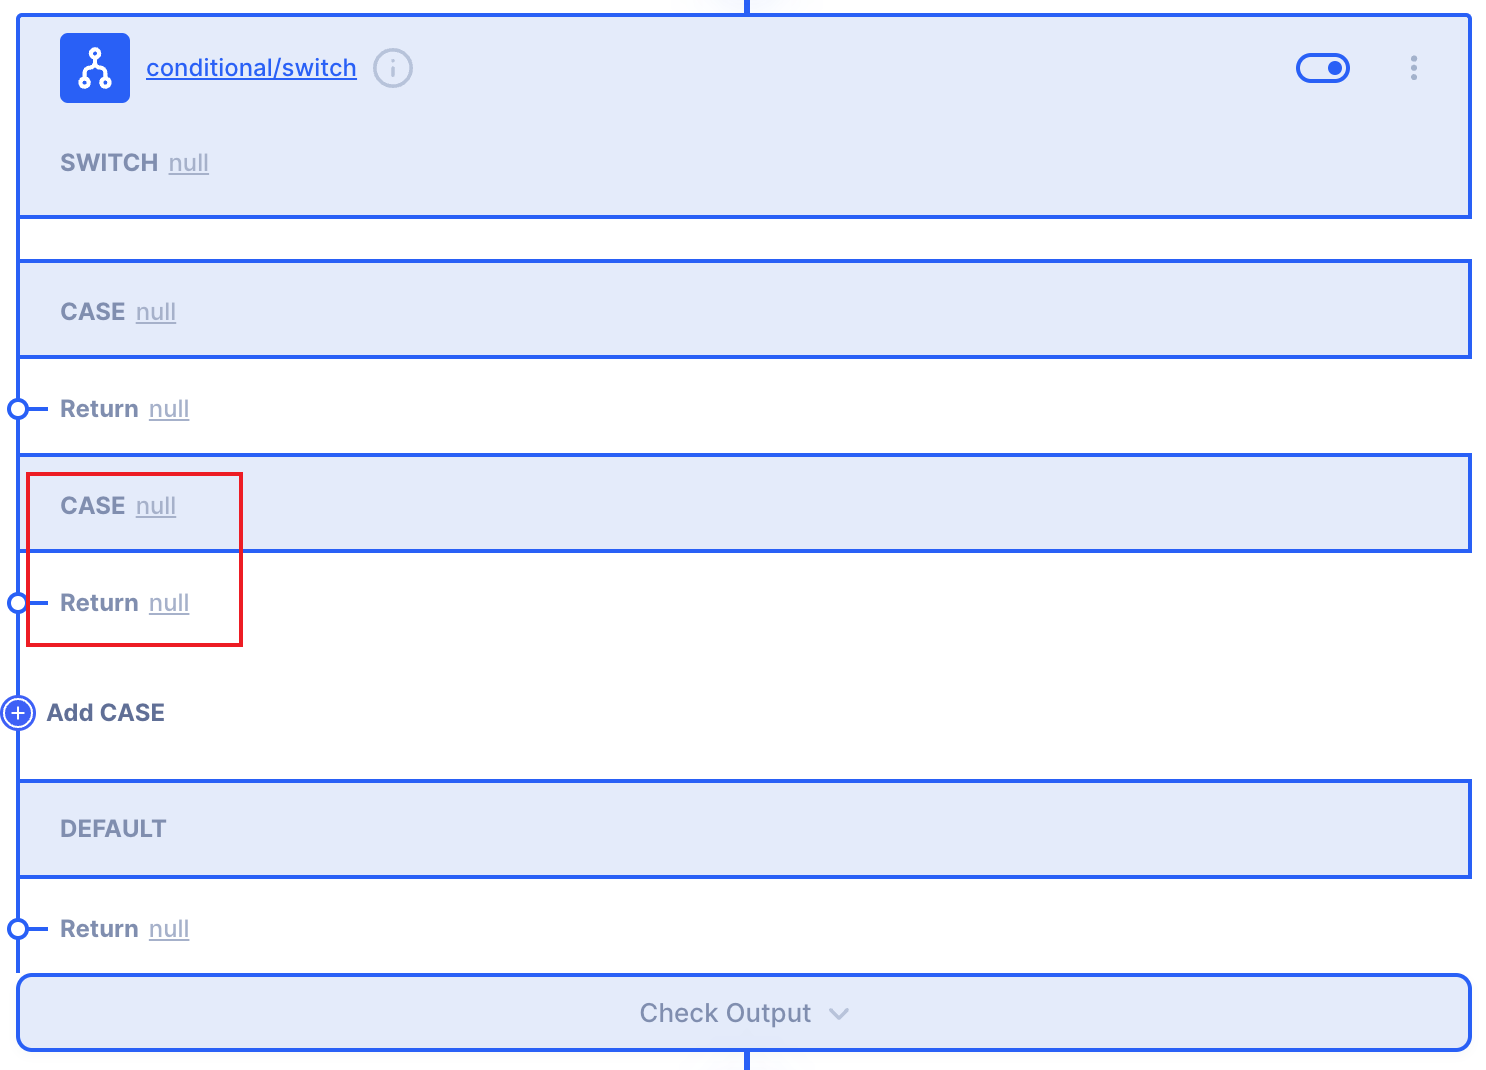 conditional/switch
SWITCH null
CASE null
Return null
CASE null
Return null
Add CASE
DEFAULT
Return null
Check Output